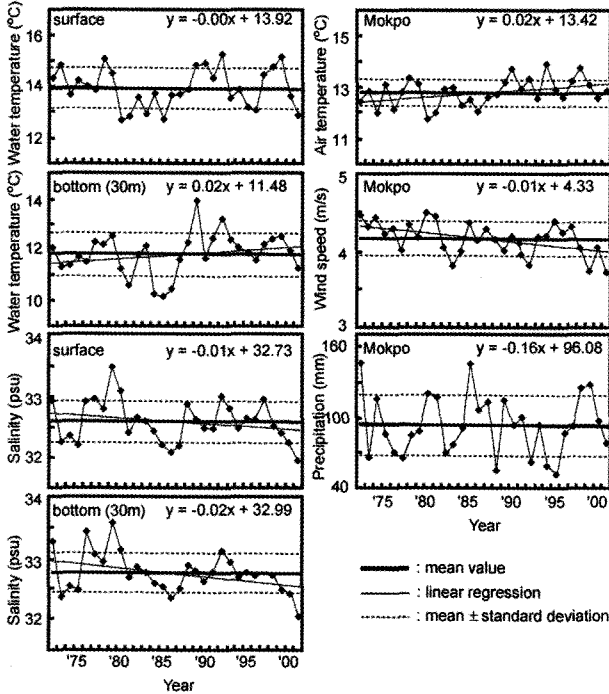 surface y = -0.00x + 13.92
Water temperature (°C)
16
14
12
bottom (30m) y = 0.02x + 11.48
Water temperature (°C)
14
12
10
surface y = -0.01x + 32.73
Salinity (psu)
34
33
32
bottom (30m) y = -0.02x + 32.99
Salinity (psu)
34
33
32
'75 '80 '85 '90 '95 '00
Year
Mokpo y = 0.02x + 13.42
Air temperature (°C)
16
15
13
11
10
Mokpo y = -0.01x + 4.33
Wind speed (m/s)
5
4
3
Mokpo y = -0.16x + 96.08
Precipitation (mm)
160
100
40
'75 '80 '85 '90 '95 '00
Year
: mean value
: linear regression
: mean ± standard deviation